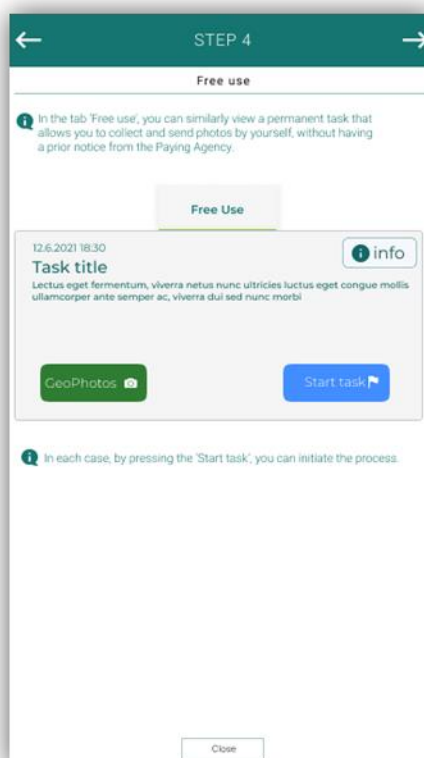 STEP 4
Free use
In the tab 'Free use', you can similarly view a permanent task that
allows you to collect and send photos by yourself, without having
a prior notice from the Paying Agency.
Free Use
12.6.2021 18:30
info
Task title
Lectus eget fermentum, viverra netus nunc ultricies luctus eget congue mollis
ullamcorper ante semper ac, viverra dui sed nunc morbi
GeoPhotos
Start task
In each case, by pressing the 'Start task', you can initiate the process.
Close